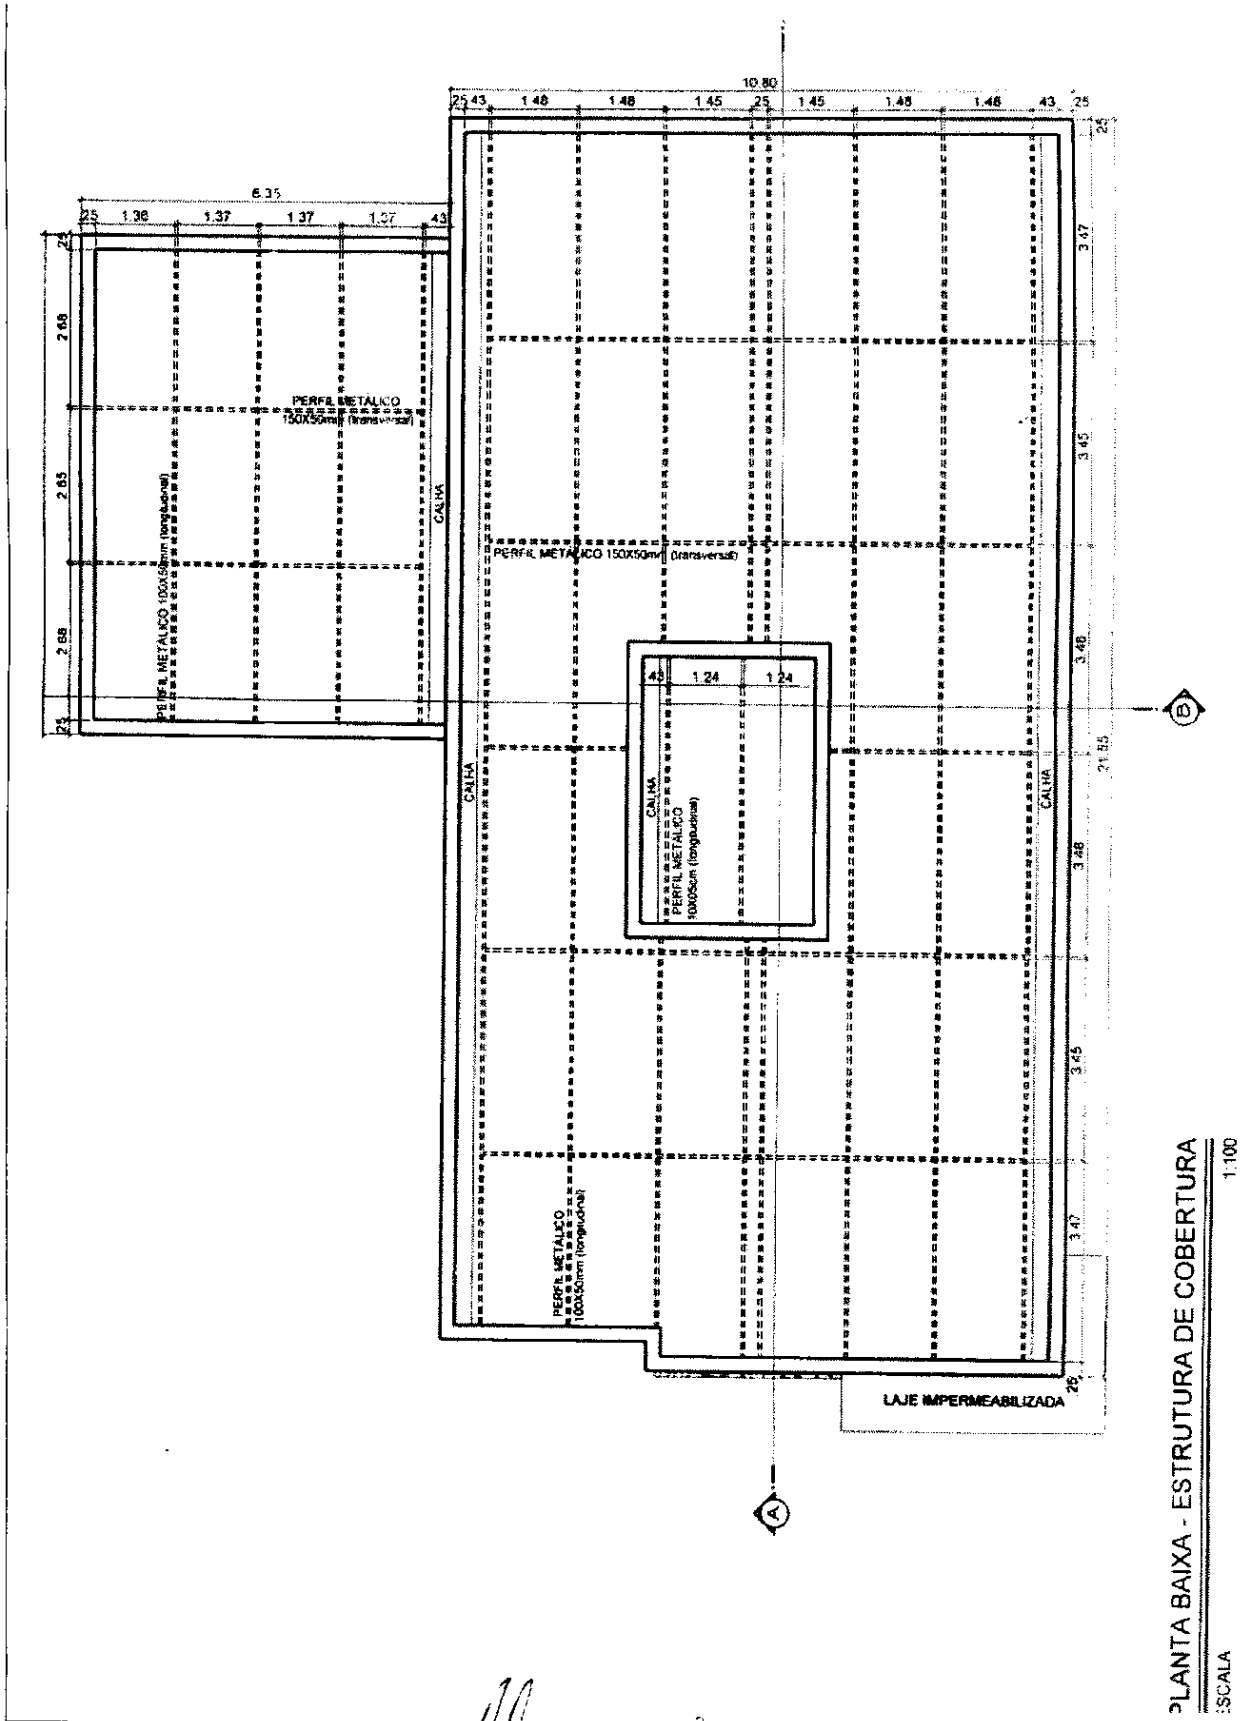 10.80
25 43 1.48 1.48 1.45 25 1.45 1.48 1.48 43 25
6.35
25 1.36 1.37 1.37 1.37 43
25
2.68
2.65
2.68
25
PERFIL METÁLICO
150X50mm (transversal)
PERFIL METÁLICO 100X50mm (longitudinal)
CALHA
PERFIL METÁLICO 150X50mm (transversal)
43 1.24 1.24
CALHA
CALHA
PERFIL METÁLICO
10X05cm (longitudinal)
CALHA
25
3.47
3.45
3.48
3.48
3.45
3.47
25
21.55
B
PERFIL METÁLICO
100X50mm (longitudinal)
LAJE IMPERMEABILIZADA
A
PLANTA BAIXA - ESTRUTURA DE COBERTURA
ESCALA 1:100